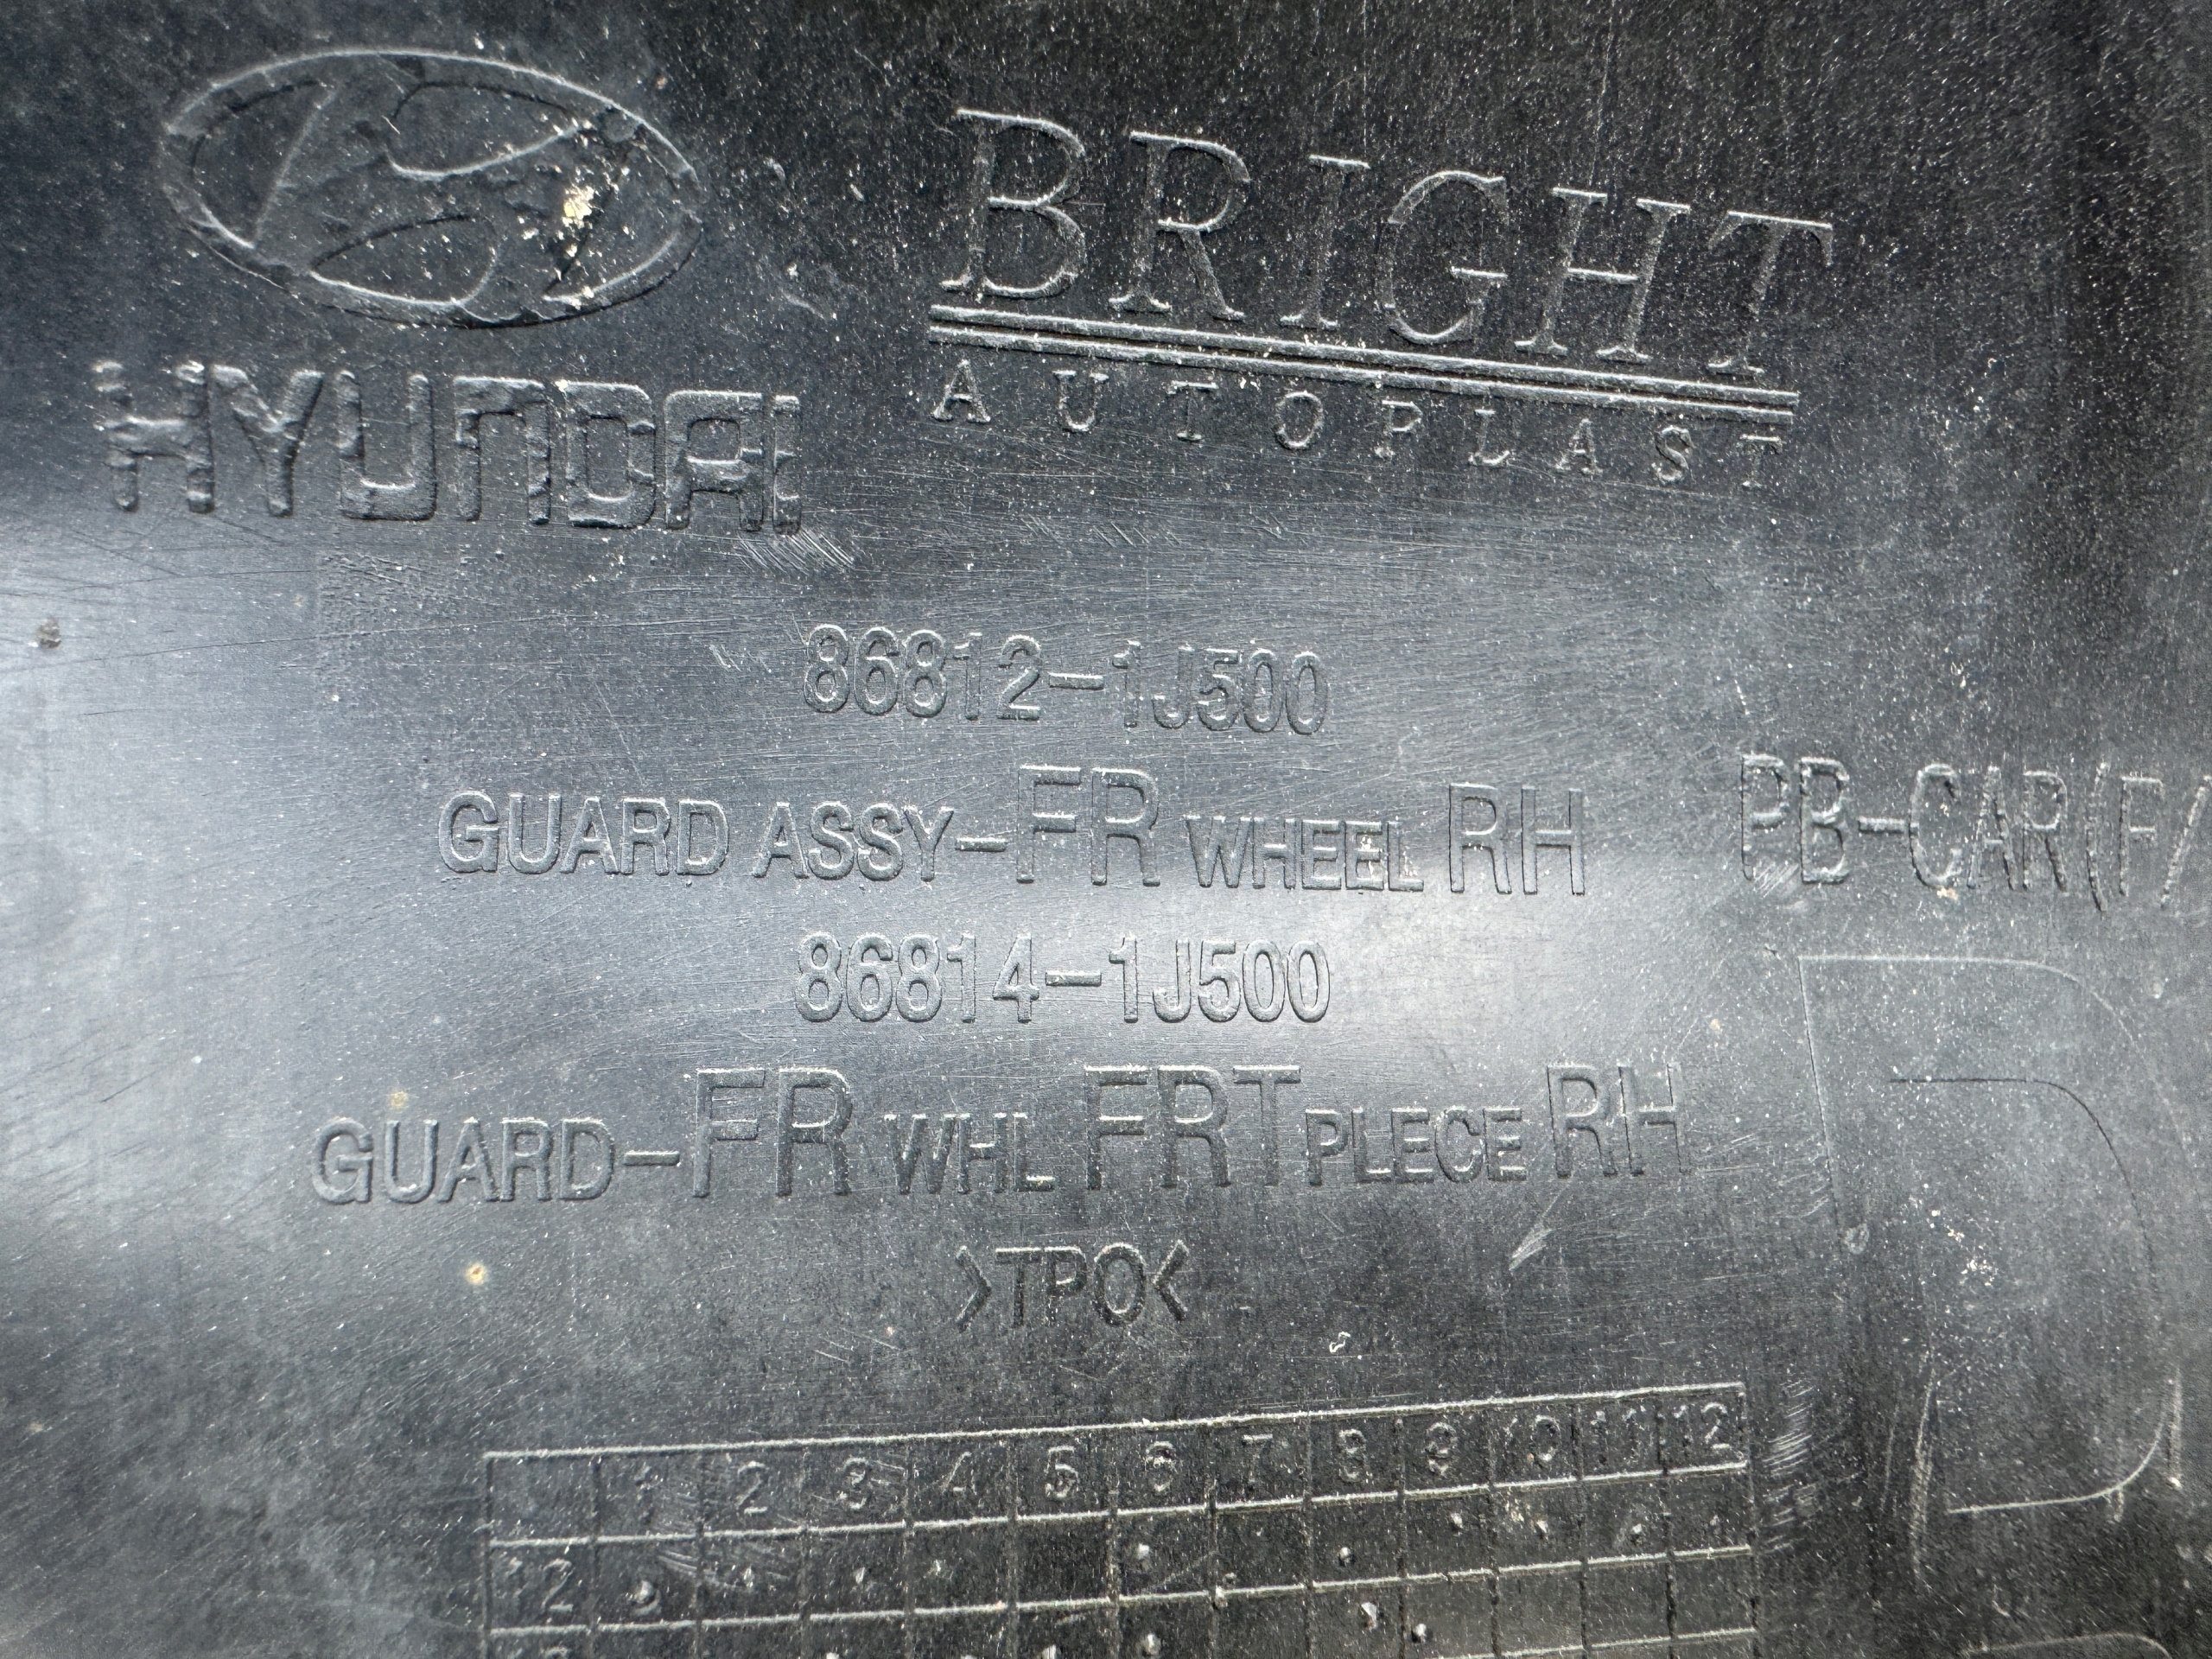 HYUNDAI
BRIGHT
AUTOPLAST
86812-1J500
GUARD ASSY-FR WHEEL RH
PB-CAR(F/
86814-1J500
GUARD-FR WHL FRT PLECE RH
>TPO<
1 2 3 4 5 6 7 8 9 10 11 12
12